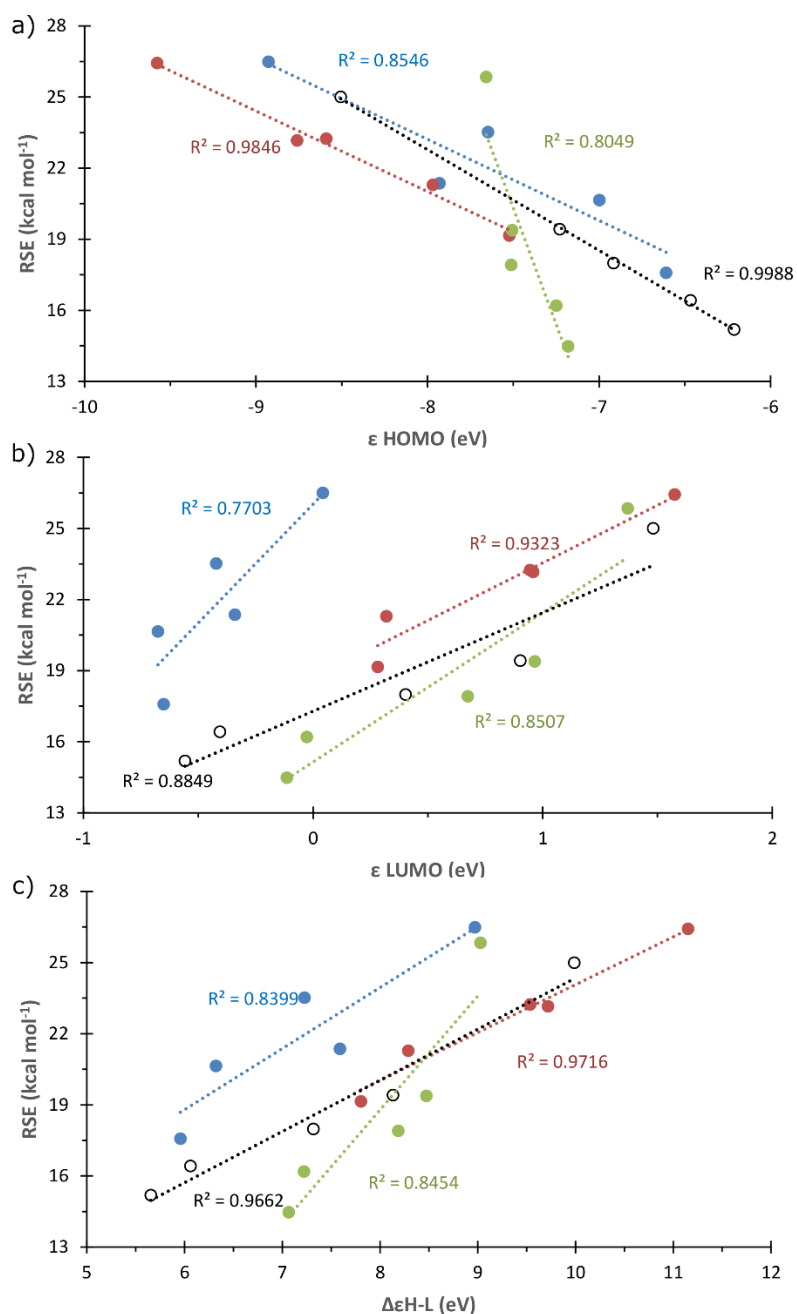 a)
28
25
22
19
16
13
RSE (kcal mol-1)
R² = 0.8546
R² = 0.9846
R² = 0.8049
R² = 0.9988
-10
-9
-8
-7
-6
ε HOMO (eV)
b)
28
25
22
19
16
13
RSE (kcal mol-1)
R² = 0.7703
R² = 0.9323
R² = 0.8507
R² = 0.8849
-1
0
1
2
ε LUMO (eV)
c)
28
25
22
19
16
13
RSE (kcal mol-1)
R² = 0.8399
R² = 0.9716
R² = 0.8454
R² = 0.9662
5
6
7
8
9
10
11
12
ΔεH-L (eV)